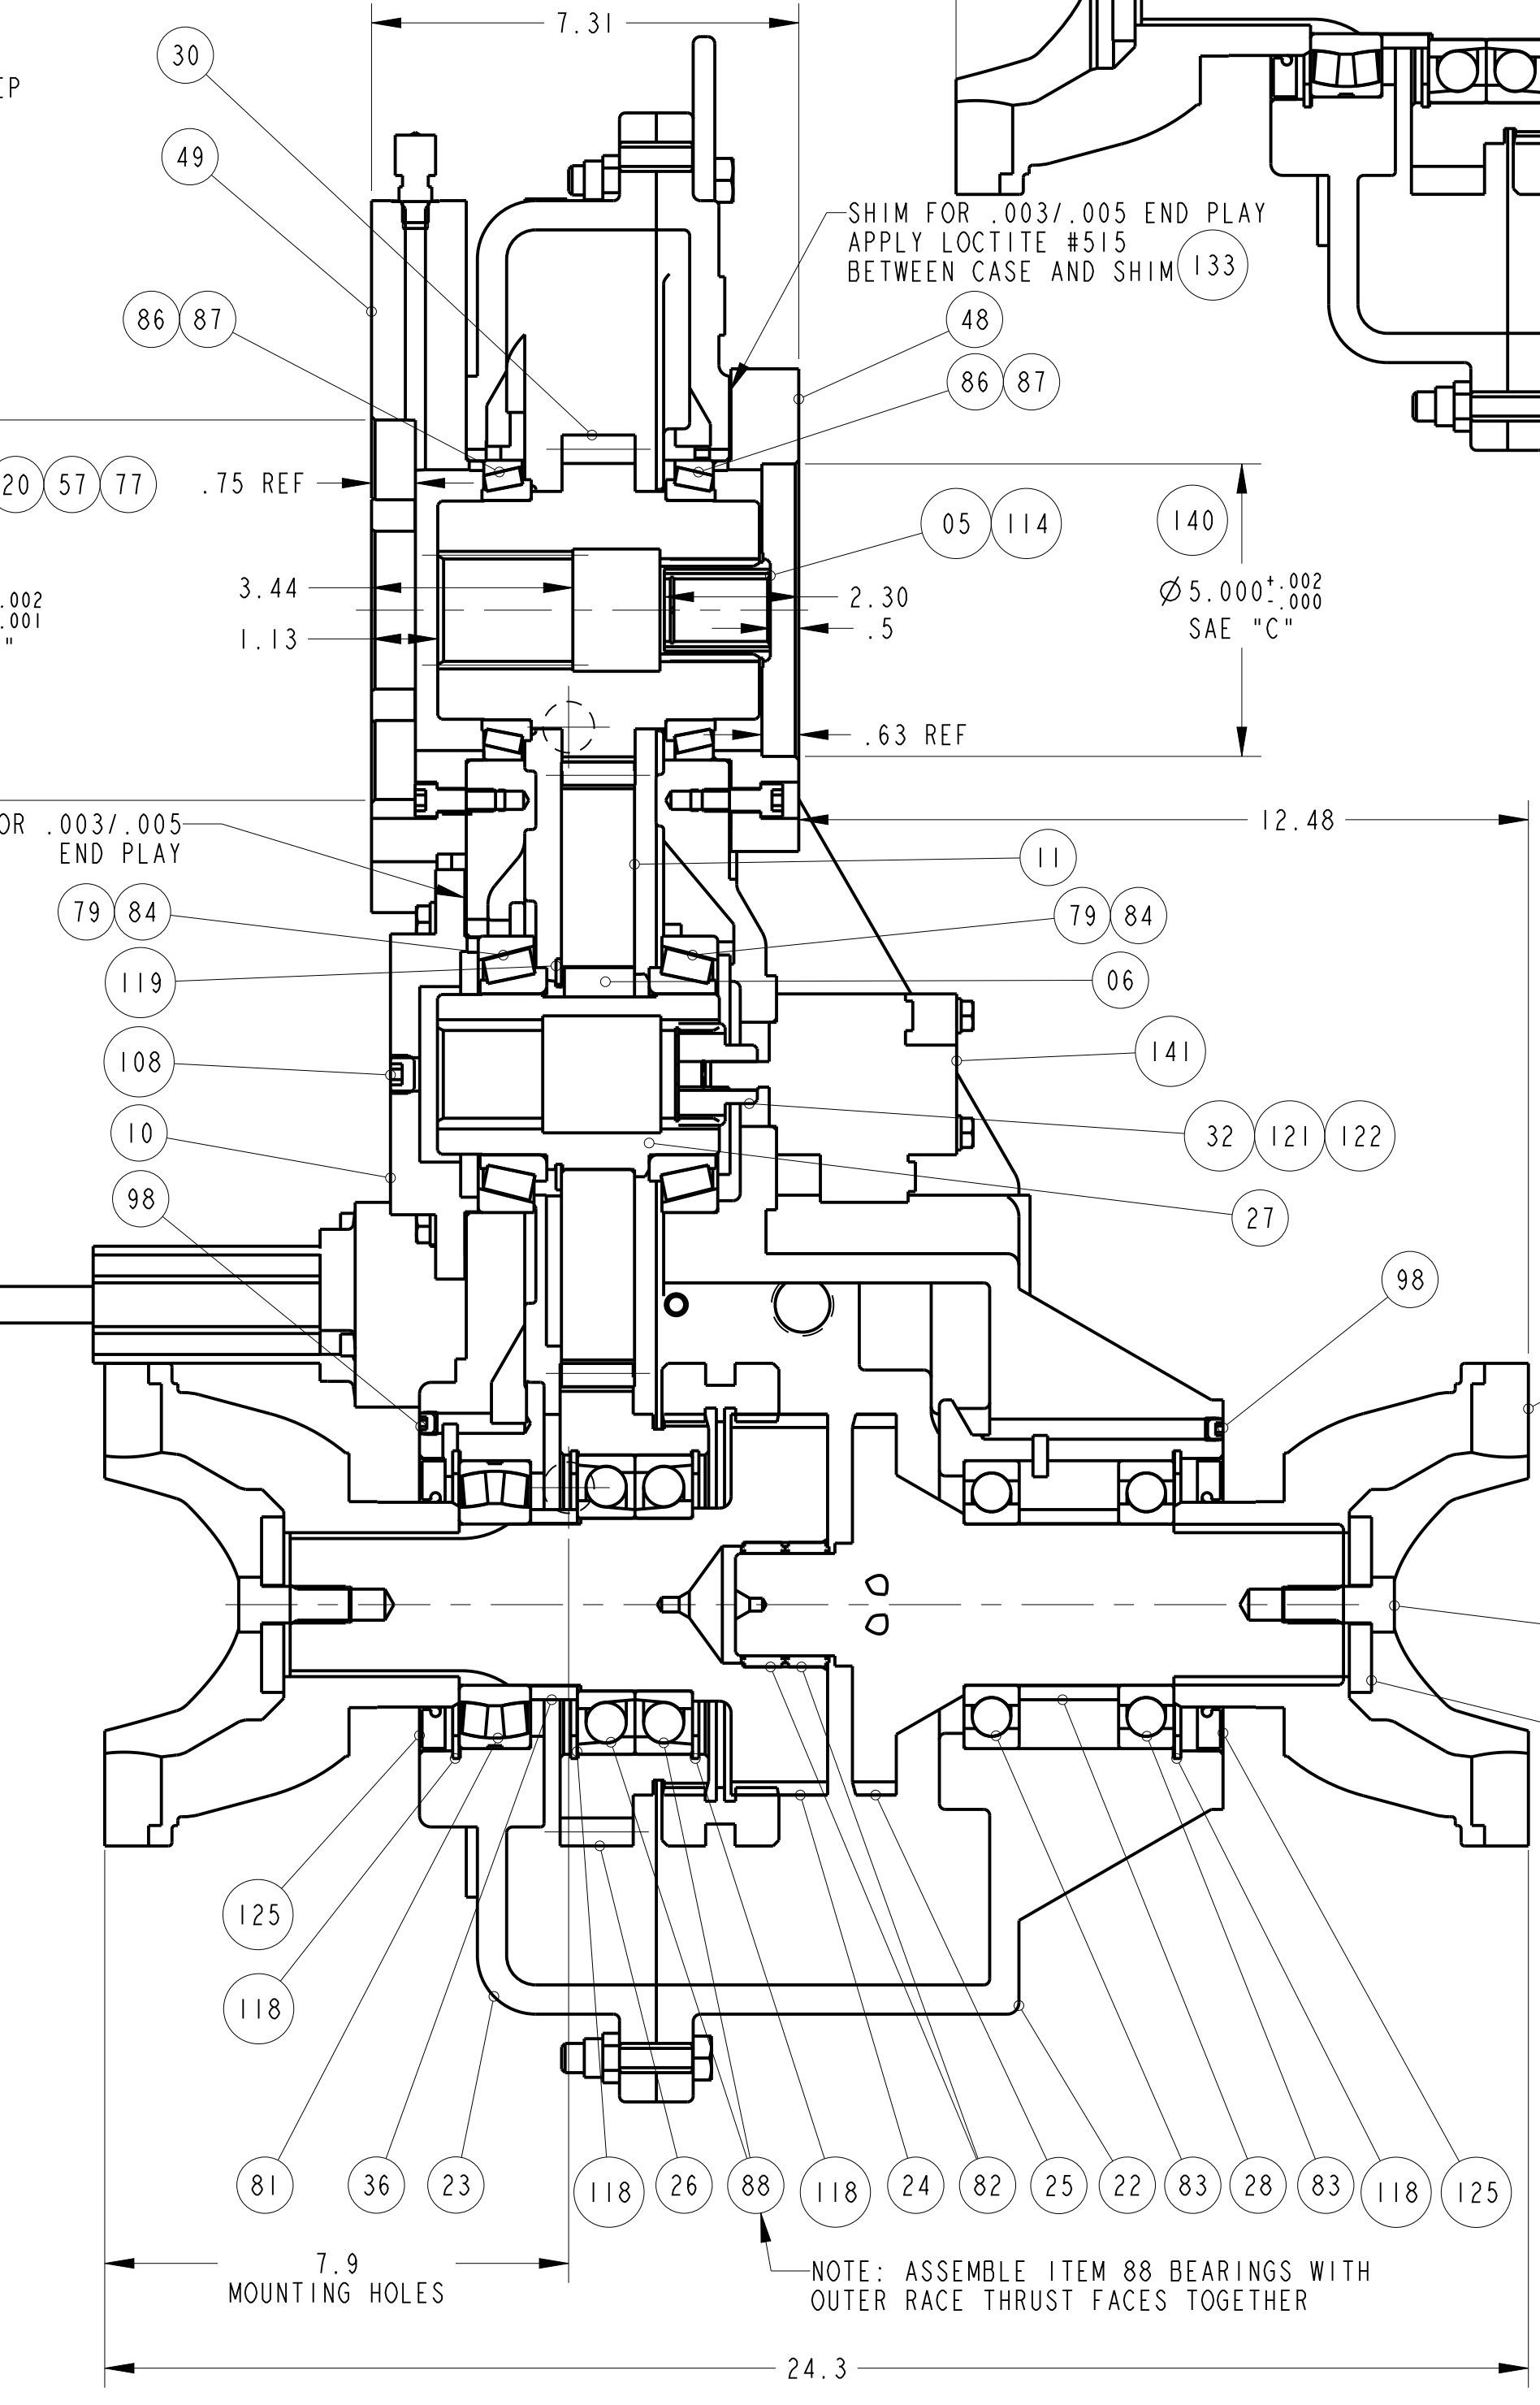 7.31
30
EP
49
SHIM FOR .003/.005 END PLAY
APPLY LOCTITE #515
BETWEEN CASE AND SHIM 133
86 87
48
86 87
20 57 77
.75 REF
05 114
140
3.44
2.30
Ø5.000 +.002 -.000
SAE "C"
.002
.001
"
1.13
.5
.63 REF
OR .003/.005
END PLAY
12.48
11
79 84
79 84
119
06
108
141
10
32 121 122
98
27
98
125
118
81 36 23 118 26 88 118 24 82 25 22 83 28 83 118 125
7.9
MOUNTING HOLES
NOTE: ASSEMBLE ITEM 88 BEARINGS WITH
OUTER RACE THRUST FACES TOGETHER
24.3